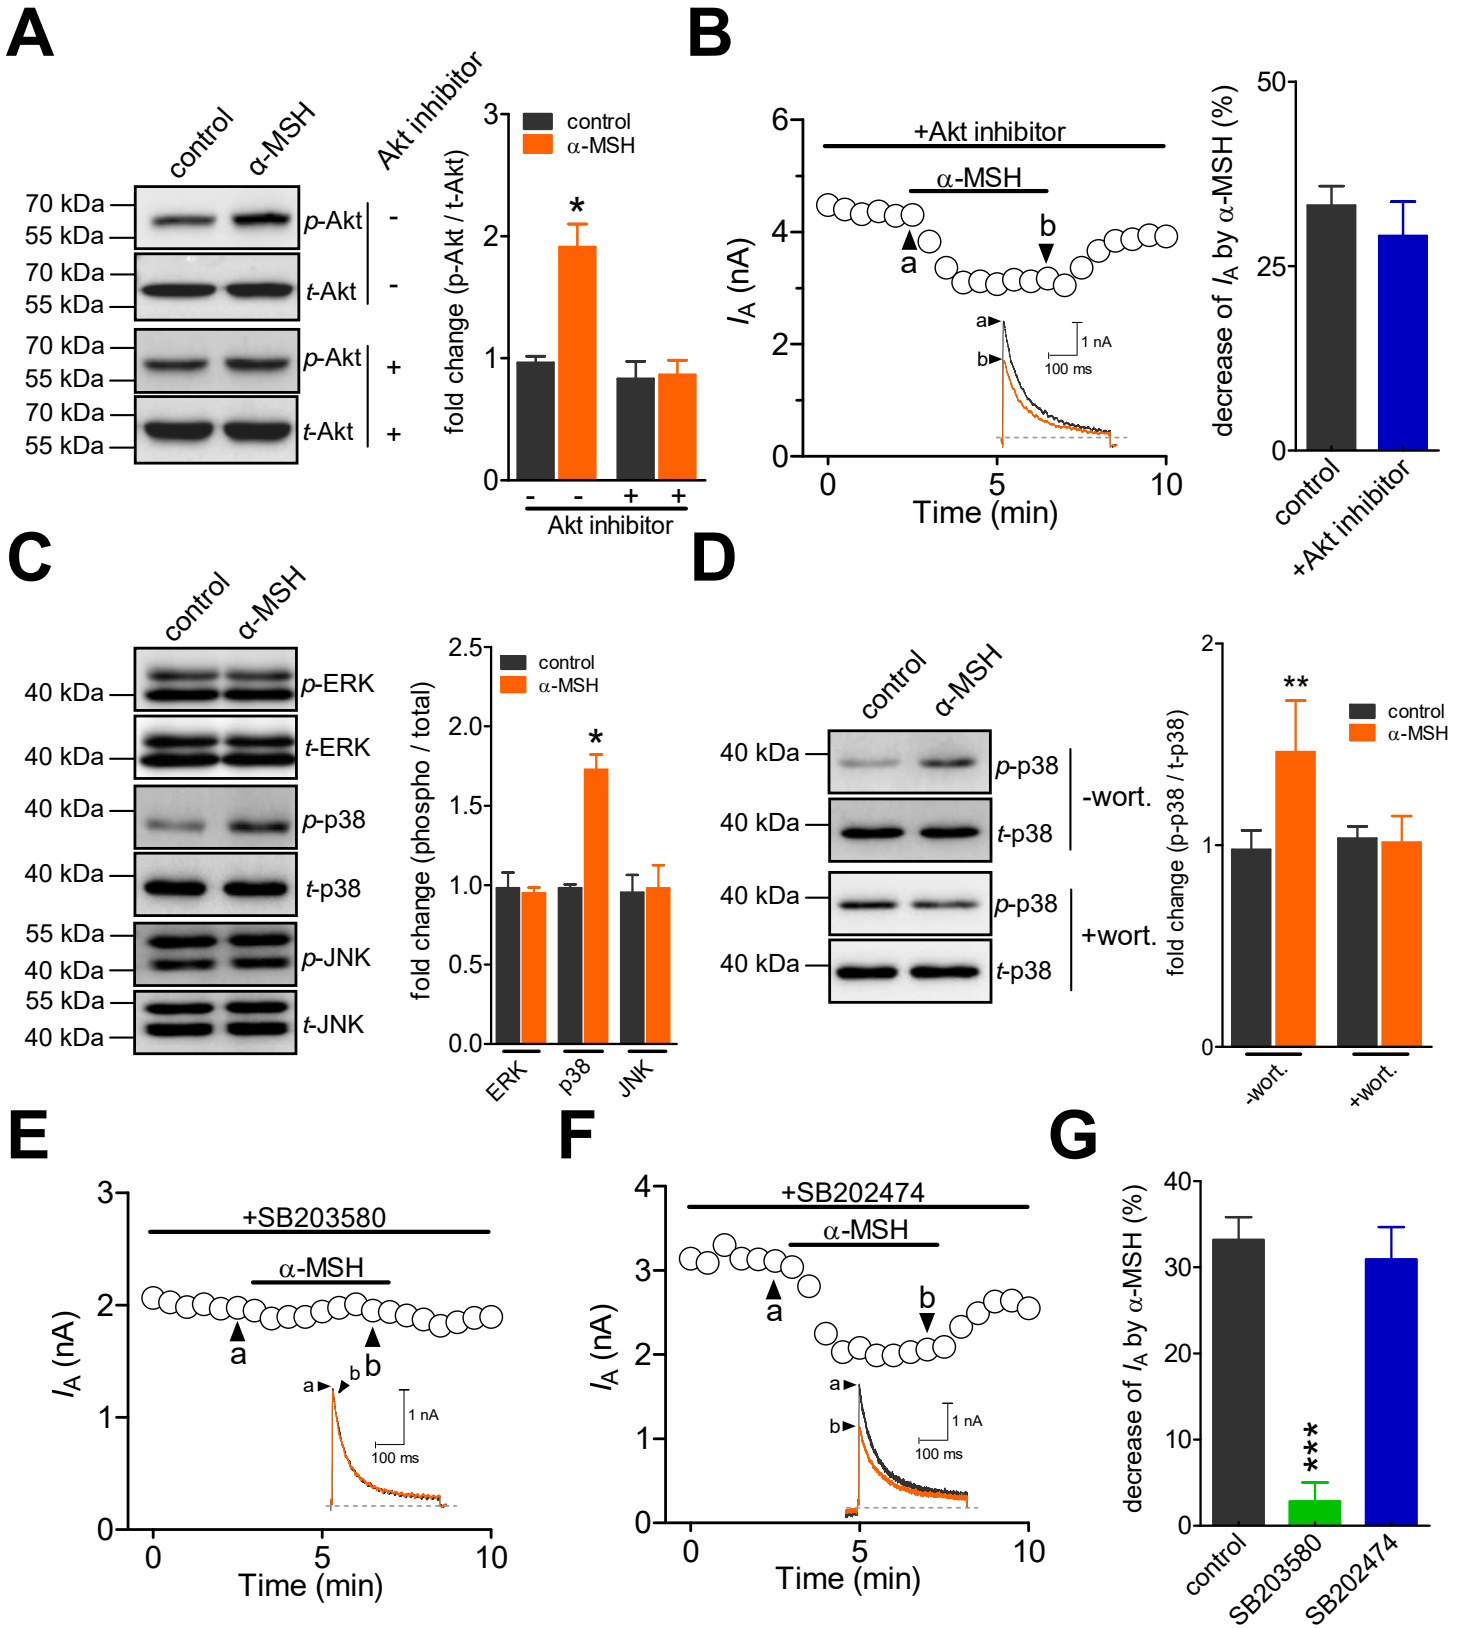 A
control
α-MSH
Akt inhibitor
70 kDa
55 kDa
p-Akt
-
70 kDa
55 kDa
t-Akt
-
70 kDa
55 kDa
p-Akt
+
70 kDa
55 kDa
t-Akt
+
fold change (p-Akt / t-Akt)
3
2
1
0
control
α-MSH
*
- - + +
Akt inhibitor
B
6
4
2
0
IA (nA)
+Akt inhibitor
α-MSH
a
b
a
b
1 nA
100 ms
0 5 10
Time (min)
decrease of IA by α-MSH (%)
50
25
0
control
+Akt inhibitor
C
control
α-MSH
40 kDa
p-ERK
40 kDa
t-ERK
40 kDa
p-p38
40 kDa
t-p38
55 kDa
40 kDa
p-JNK
55 kDa
40 kDa
t-JNK
fold change (phospho / total)
2.5
2.0
1.5
1.0
0.5
0.0
control
α-MSH
*
ERK
p38
JNK
D
control
α-MSH
40 kDa
p-p38
40 kDa
t-p38
-wort.
40 kDa
p-p38
40 kDa
t-p38
+wort.
fold change (p-p38 / t-p38)
2
1
0
control
α-MSH
**
-wort.
+wort.
E
3
2
1
0
IA (nA)
+SB203580
α-MSH
a
b
a
b
1 nA
100 ms
0 5 10
Time (min)
F
4
3
2
1
0
IA (nA)
+SB202474
α-MSH
a
b
a
b
1 nA
100 ms
0 5 10
Time (min)
G
decrease of IA by α-MSH (%)
40
30
20
10
0
***
control
SB203580
SB202474